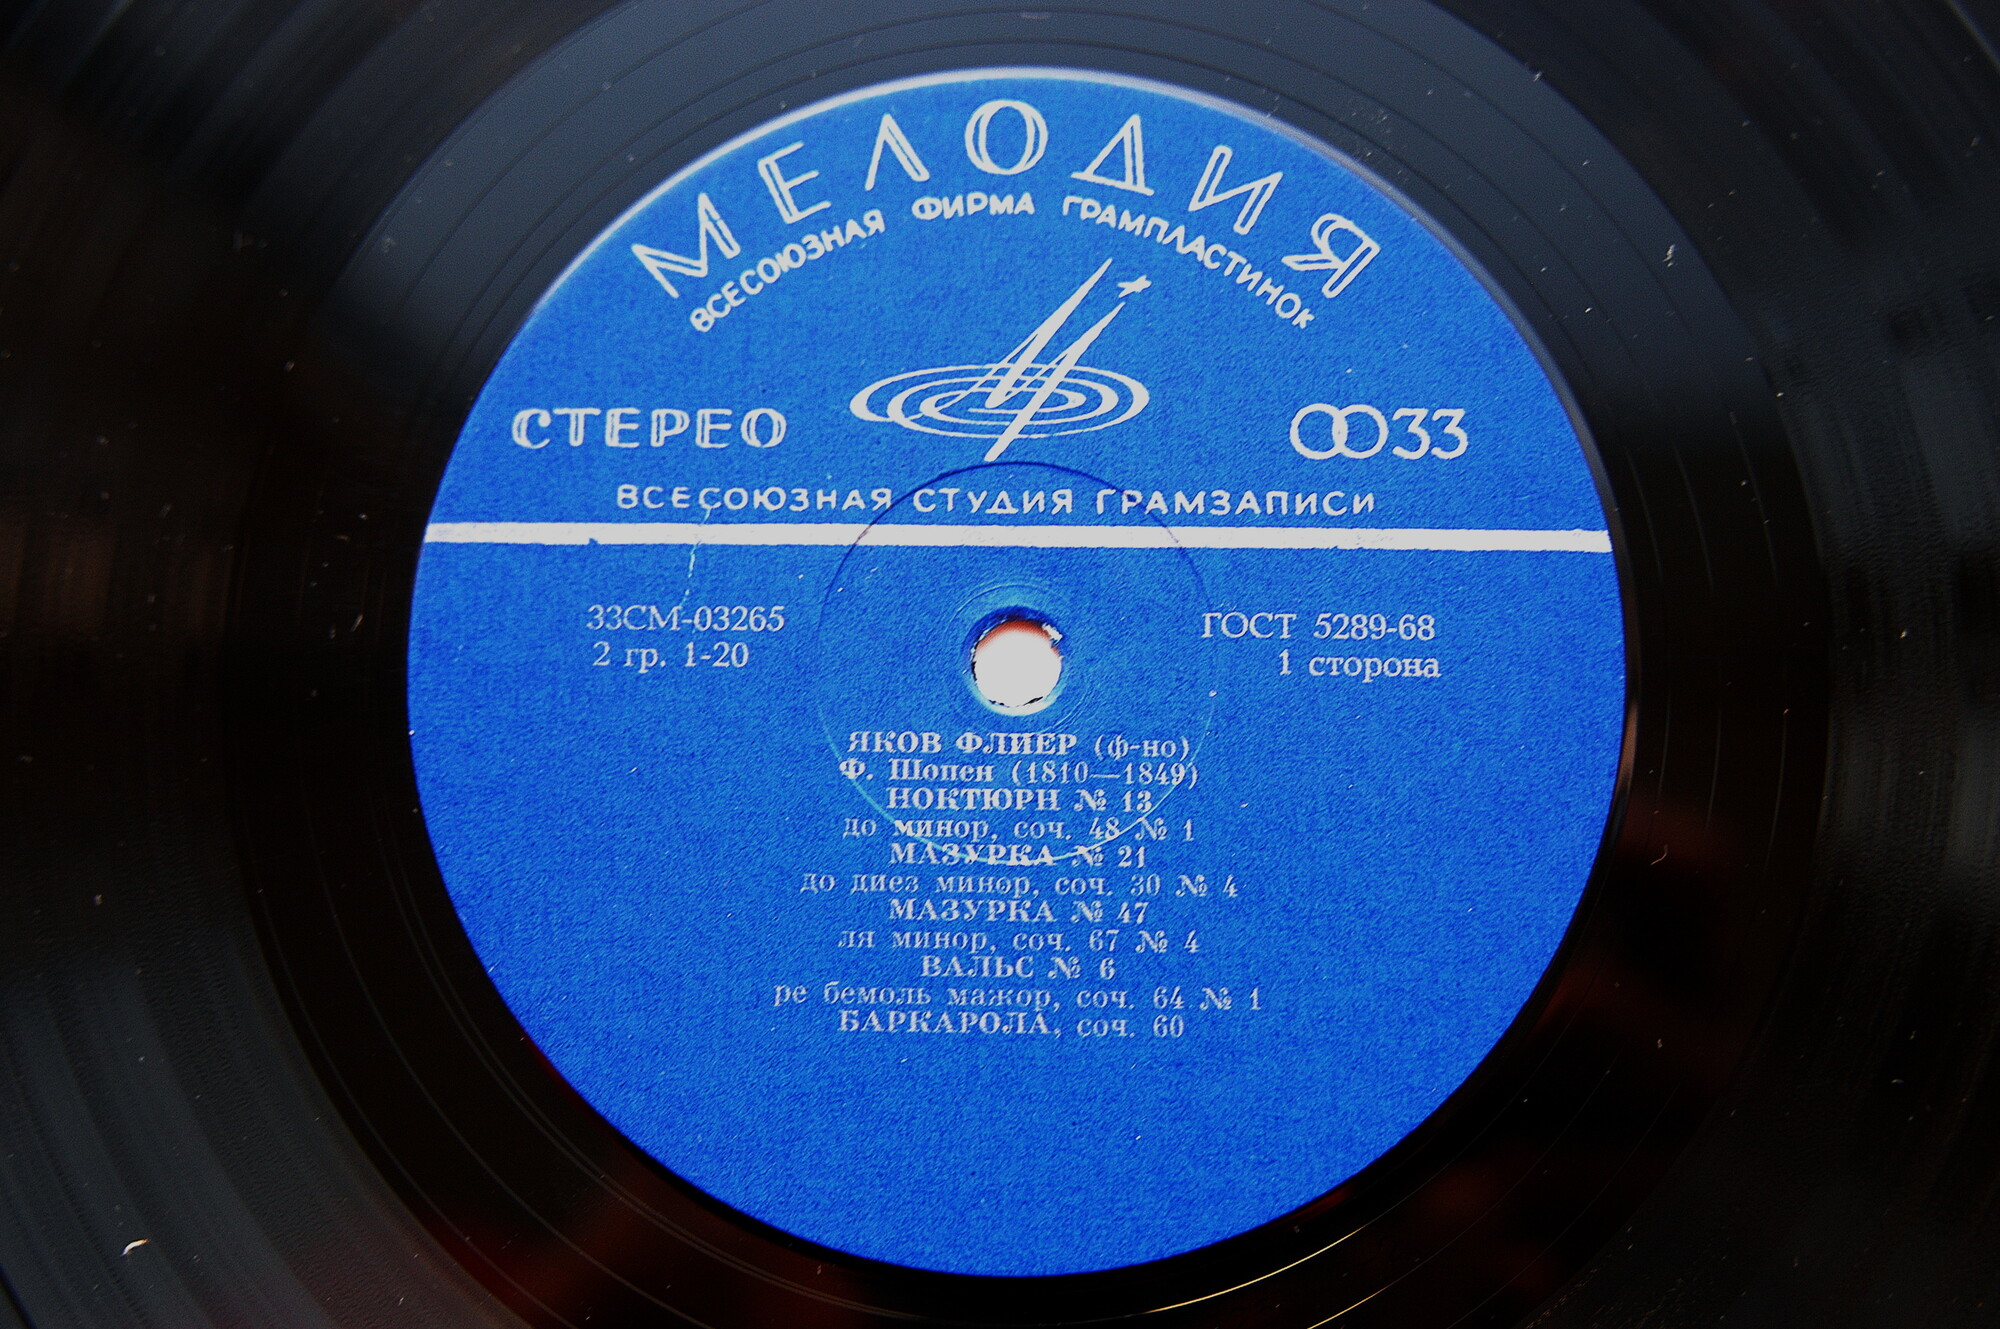 МЕЛОДИЯ
ВСЕСОЮЗНАЯ ФИРМА ГРАМПЛАСТИНОК
СТЕРЕО
33
ВСЕСОЮЗНАЯ СТУДИЯ ГРАМЗАПИСИ
33СМ-03265
ГОСТ 5289-68
2 гр. 1-20
1 сторона
ЯКОВ ФЛИЕР (ф-но)
Ф. Шопен (1810—1849)
НОКТЮРН № 13
до минор, соч. 48 № 1
МАЗУРКА № 21
до диез минор, соч. 30 № 4
МАЗУРКА № 47
ля минор, соч. 67 № 4
ВАЛЬС № 6
ре бемоль мажор, соч. 64 № 1
БАРКАРОЛА, соч. 60